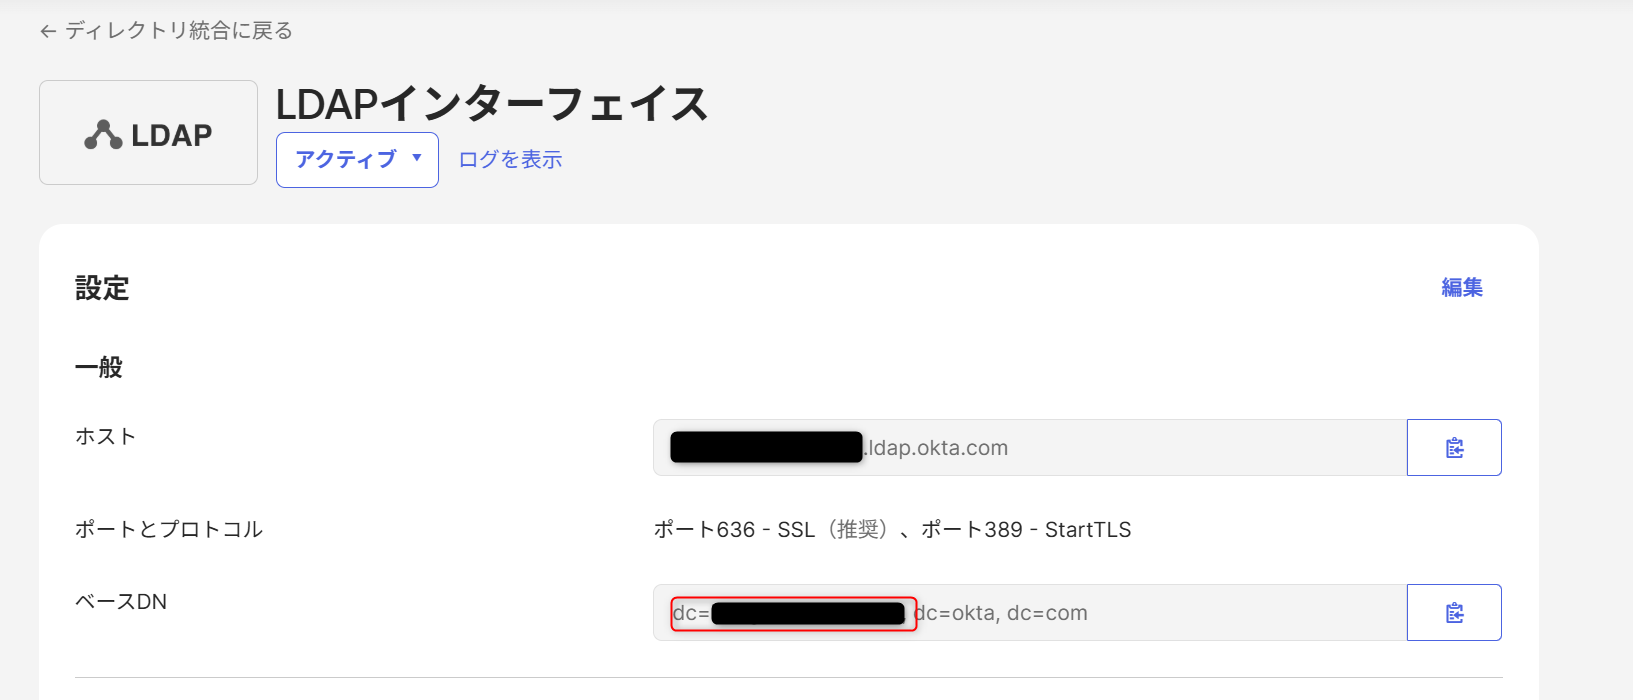 ← ディレクトリ統合に戻る
LDAP
LDAPインターフェイス
アクティブ ▼ ログを表示
設定
編集
一般
ホスト
.ldap.okta.com
ポートとプロトコル
ポート636 - SSL（推奨）、ポート389 - StartTLS
ベースDN
dc= dc=okta, dc=com